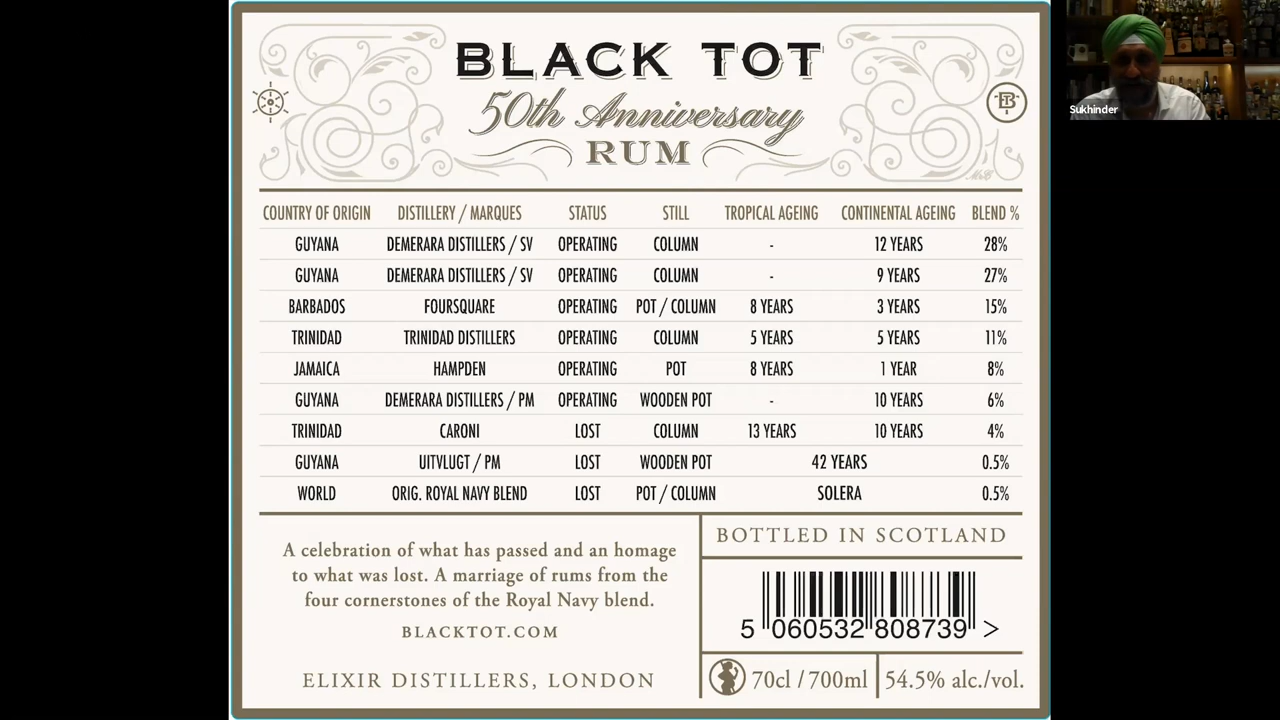 BLACK TOT
50th Anniversary
RUM
Sukhinder
COUNTRY OF ORIGIN DISTILLERY / MARQUES STATUS STILL TROPICAL AGEING CONTINENTAL AGEING BLEND %
GUYANA DEMERARA DISTILLERS / SV OPERATING COLUMN - 12 YEARS 28%
GUYANA DEMERARA DISTILLERS / SV OPERATING COLUMN - 9 YEARS 27%
BARBADOS FOURSQUARE OPERATING POT / COLUMN 8 YEARS 3 YEARS 15%
TRINIDAD TRINIDAD DISTILLERS OPERATING COLUMN 5 YEARS 5 YEARS 11%
JAMAICA HAMPDEN OPERATING POT 8 YEARS 1 YEAR 8%
GUYANA DEMERARA DISTILLERS / PM OPERATING WOODEN POT - 10 YEARS 6%
TRINIDAD CARONI LOST COLUMN 13 YEARS 10 YEARS 4%
GUYANA UITVLUGT / PM LOST WOODEN POT 42 YEARS 0.5%
WORLD ORIG. ROYAL NAVY BLEND LOST POT / COLUMN SOLERA 0.5%
A celebration of what has passed and an homage
to what was lost. A marriage of rums from the
four cornerstones of the Royal Navy blend.
BLACKTOT.COM
ELIXIR DISTILLERS, LONDON
BOTTLED IN SCOTLAND
5 060532 808739 >
70cl / 700ml 54.5% alc./vol.